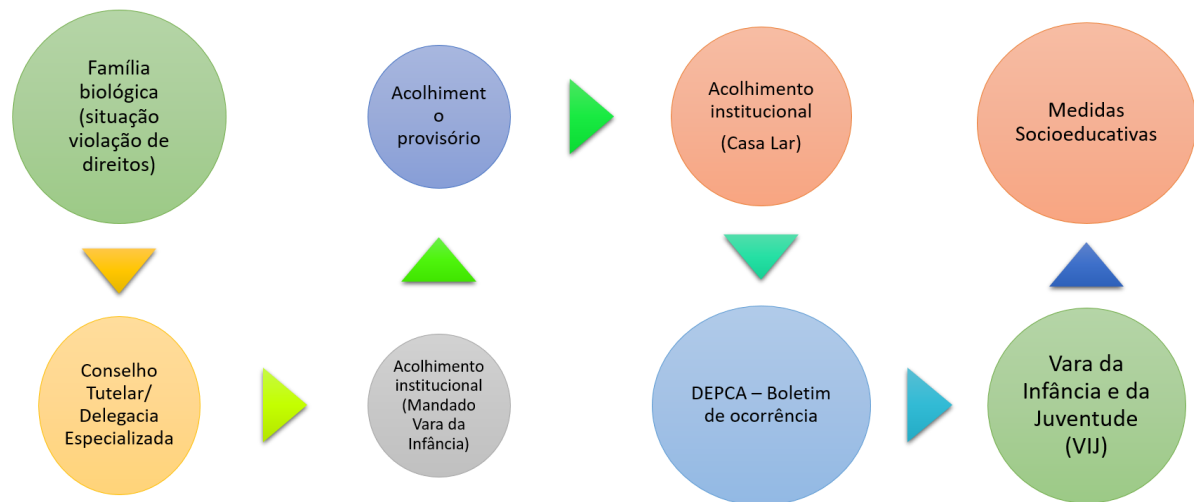 Família
biológica
(situação
violação de
direitos)
Conselho
Tutelar/
Delegacia
Especializada
Acolhimento
institucional
(Mandado
Vara da
Infância)
Acolhiment
o
provisório
Acolhimento
institucional
(Casa Lar)
DEPCA – Boletim
de ocorrência
Vara da
Infância e da
Juventude
(VIJ)
Medidas
Socioeducativas